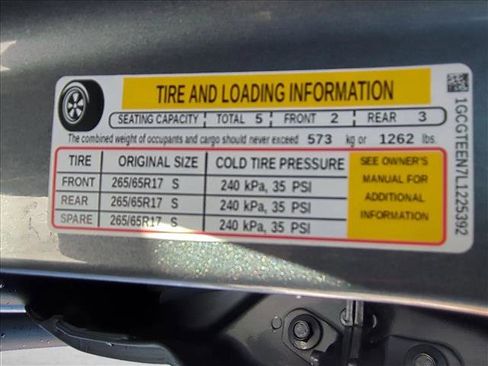 TIRE AND LOADING INFORMATION
SEATING CAPACITY TOTAL 5 FRONT 2 REAR 3
The combined weight of occupants and cargo should never exceed 573 kg or 1262 lbs.
TIRE ORIGINAL SIZE COLD TIRE PRESSURE
FRONT 265/65R17 S 240 kPa, 35 PSI
REAR 265/65R17 S 240 kPa, 35 PSI
SPARE 265/65R17 S 240 kPa, 35 PSI
SEE OWNER'S
MANUAL FOR
ADDITIONAL
INFORMATION
1GCGTEEN7L1225392